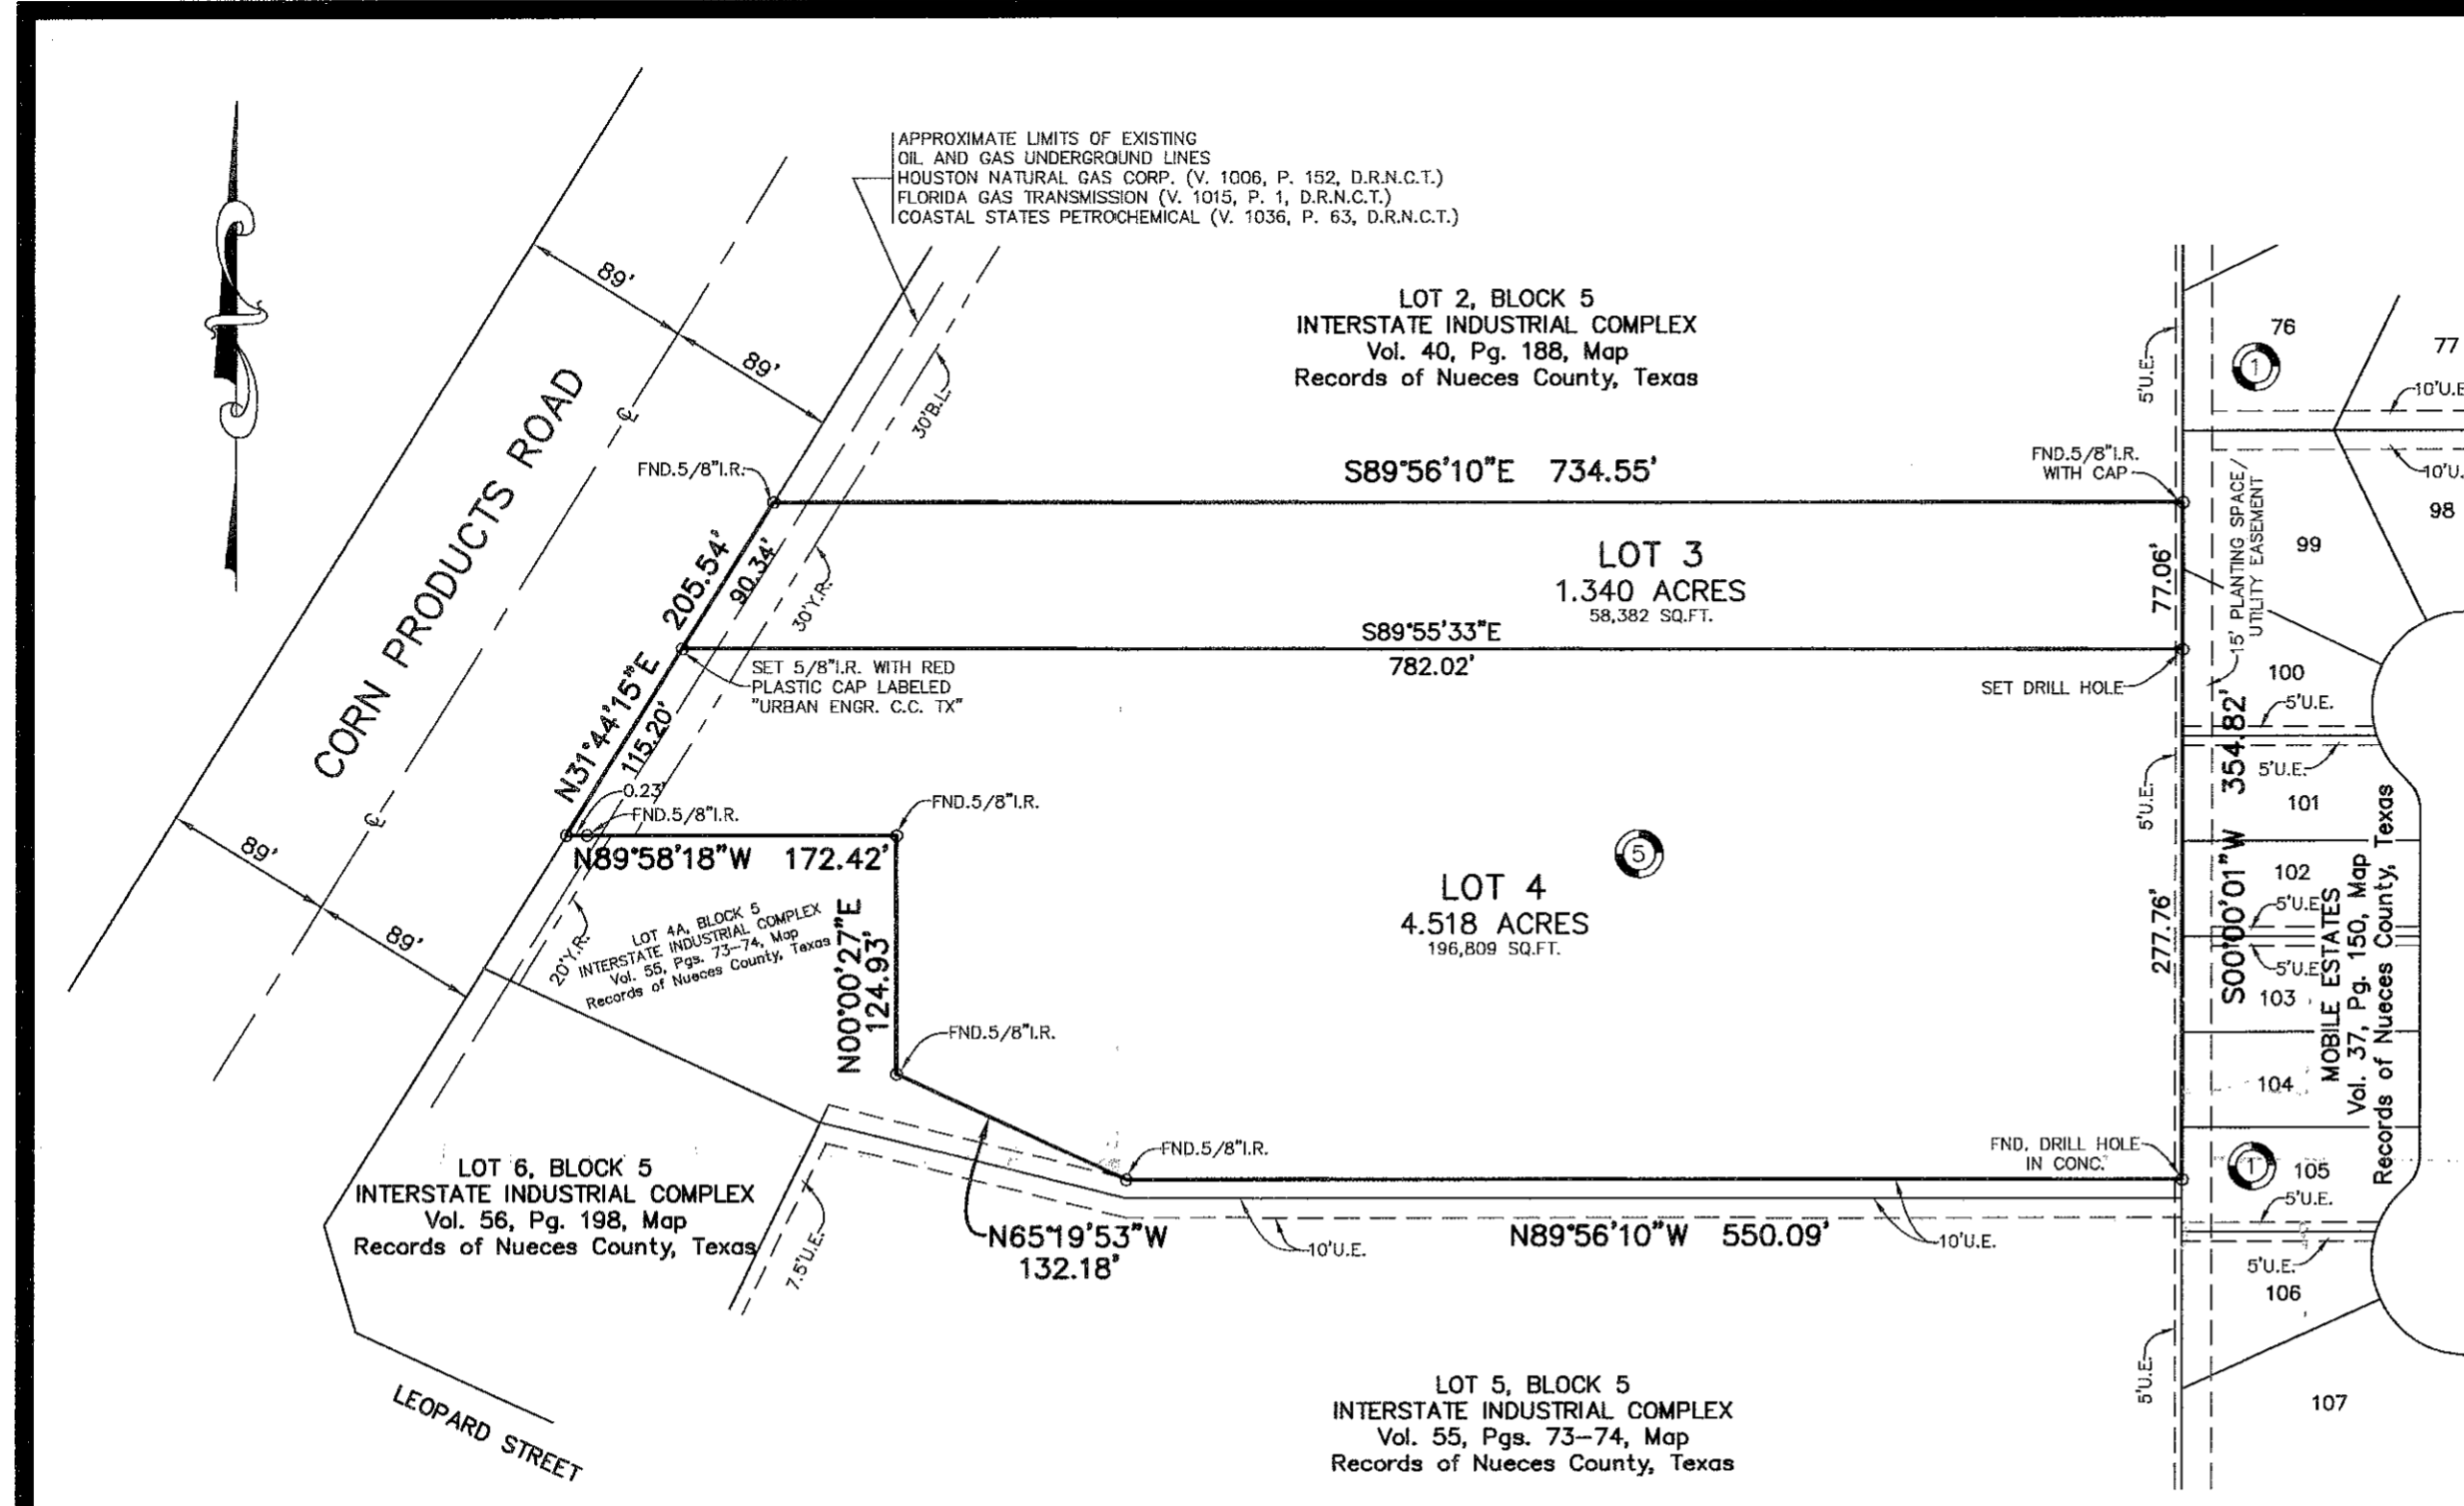 APPROXIMATE LIMITS OF EXISTING
OIL AND GAS UNDERGROUND LINES
HOUSTON NATURAL GAS CORP. (V. 1006, P. 152, D.R.N.C.T.)
FLORIDA GAS TRANSMISSION (V. 1015, P. 1, D.R.N.C.T.)
COASTAL STATES PETROCHEMICAL (V. 1036, P. 63, D.R.N.C.T.)
89'
89'
℄
CORN PRODUCTS ROAD
30'B.L.
LOT 2, BLOCK 5
INTERSTATE INDUSTRIAL COMPLEX
Vol. 40, Pg. 188, Map
Records of Nueces County, Texas
5'U.E.
1
76
77
10'U.E
10'U.
98
99
FND.5/8"I.R.
S89°56'10"E 734.55'
FND.5/8"I.R.
WITH CAP
15' PLANTING SPACE/
UTILITY EASEMENT
205.54'
90.34'
30'Y.R.
LOT 3
1.340 ACRES
58,382 SQ.FT.
77.06'
S89°55'33"E
782.02'
SET 5/8"I.R. WITH RED
PLASTIC CAP LABELED
"URBAN ENGR. C.C. TX"
SET DRILL HOLE
100
5'U.E.
5'U.E.
101
N31°44'15"E
115.20'
0.23'
FND.5/8"I.R.
FND.5/8"I.R.
℄
89'
89'
N89°58'18"W 172.42'
5
5'U.E.
354.82'
S00°00'01"W
277.76'
102
5'U.E
5'U.E
103
MOBILE ESTATES
Vol. 37, Pg. 150, Map
Records of Nueces County, Texas
LOT 4
4.518 ACRES
196,809 SQ.FT.
20'Y.R.
LOT 4A, BLOCK 5
INTERSTATE INDUSTRIAL COMPLEX
Vol. 55, Pgs. 73-74, Map
Records of Nueces County, Texas
N00°00'27"E
124.93'
FND.5/8"I.R.
104
FND.5/8"I.R.
FND. DRILL HOLE
IN CONC.
1
105
5'U.E.
LOT 6, BLOCK 5
INTERSTATE INDUSTRIAL COMPLEX
Vol. 56, Pg. 198, Map
Records of Nueces County, Texas
7.5'U.E.
N65°19'53"W
132.18'
10'U.E.
N89°56'10"W 550.09'
10'U.E.
5'U.E.
106
5'U.E.
107
LEOPARD STREET
LOT 5, BLOCK 5
INTERSTATE INDUSTRIAL COMPLEX
Vol. 55, Pgs. 73-74, Map
Records of Nueces County, Texas